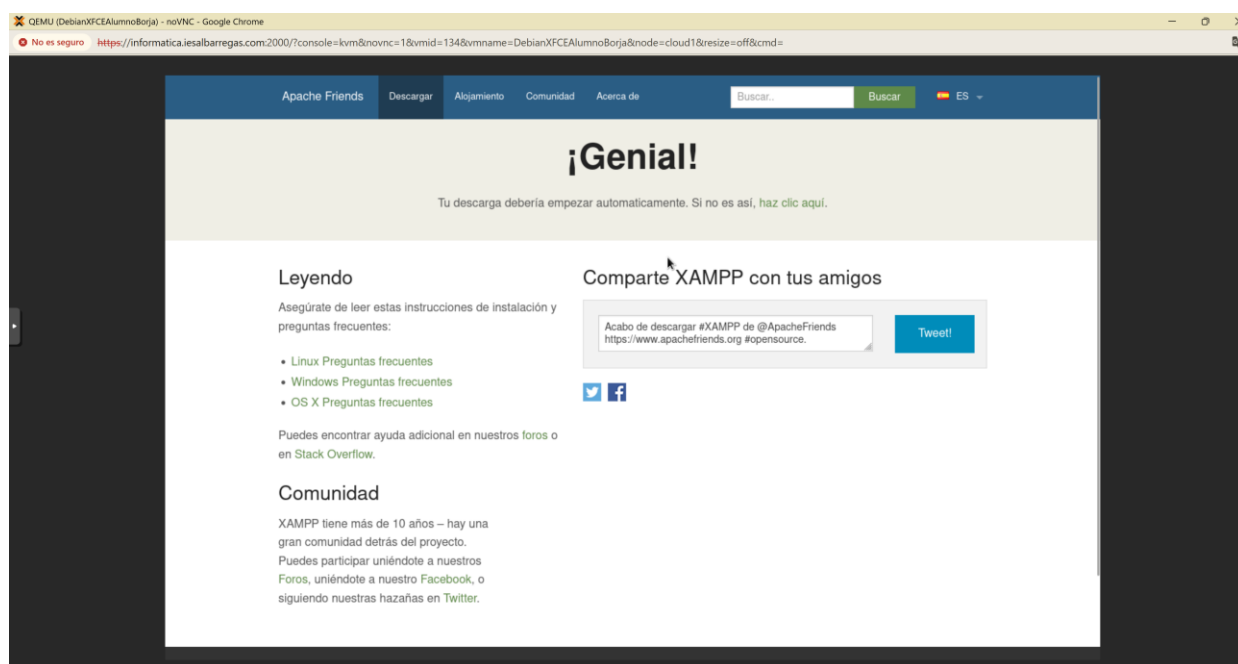 QEMU (DebianXFCEAlumnoBorja) - noVNC - Google Chrome
No es seguro https://informatica.iesalbarregas.com:2000/?console=kvm&novnc=1&vmid=134&vmname=DebianXFCEAlumnoBorja&node=cloud1&resize=off&cmd=
Apache Friends Descargar Alojamiento Comunidad Acerca de Buscar.. Buscar ES
¡Genial!
Tu descarga debería empezar automaticamente. Si no es así, haz clic aquí.
Leyendo
Asegúrate de leer estas instrucciones de instalación y
preguntas frecuentes:
• Linux Preguntas frecuentes
• Windows Preguntas frecuentes
• OS X Preguntas frecuentes
Puedes encontrar ayuda adicional en nuestros foros o
en Stack Overflow.
Comunidad
XAMPP tiene más de 10 años – hay una
gran comunidad detrás del proyecto.
Puedes participar uniéndote a nuestros
Foros, uniéndote a nuestro Facebook, o
siguiendo nuestras hazañas en Twitter.
Comparte XAMPP con tus amigos
Acabo de descargar #XAMPP de @ApacheFriends
https://www.apachefriends.org #opensource.
Tweet!